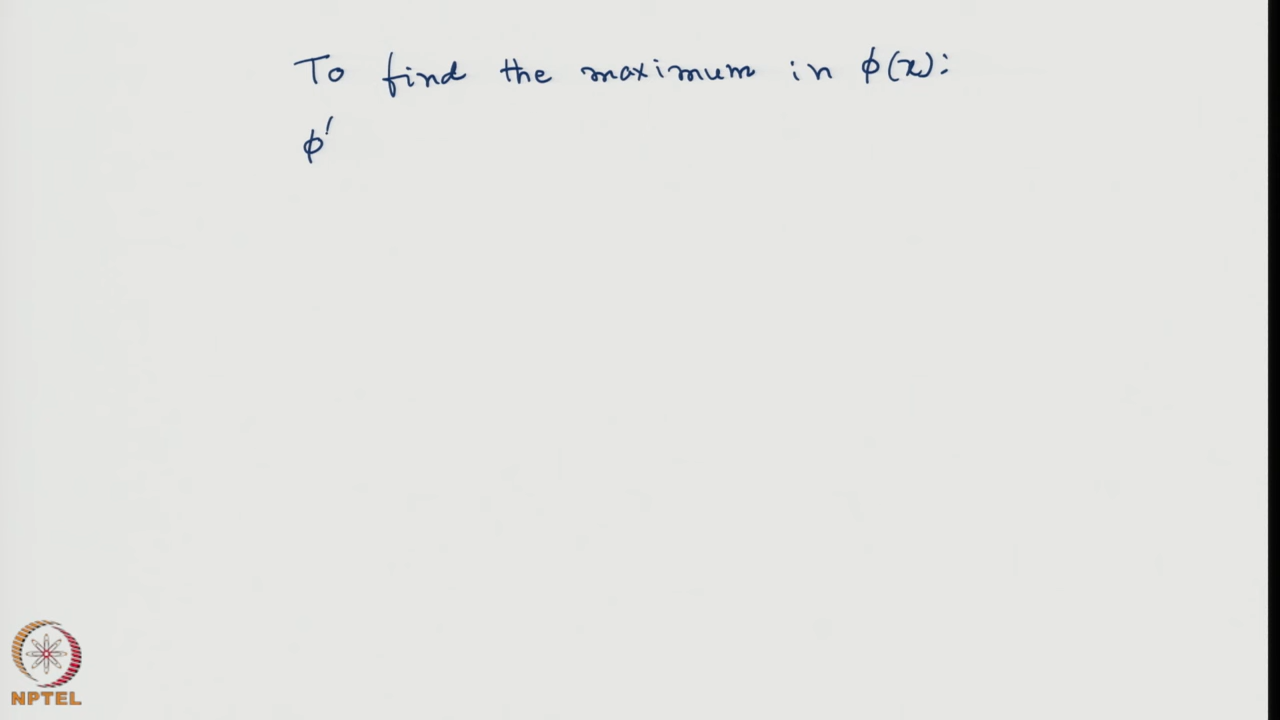 To find the maximum in ϕ(x):
ϕ′
NPTEL